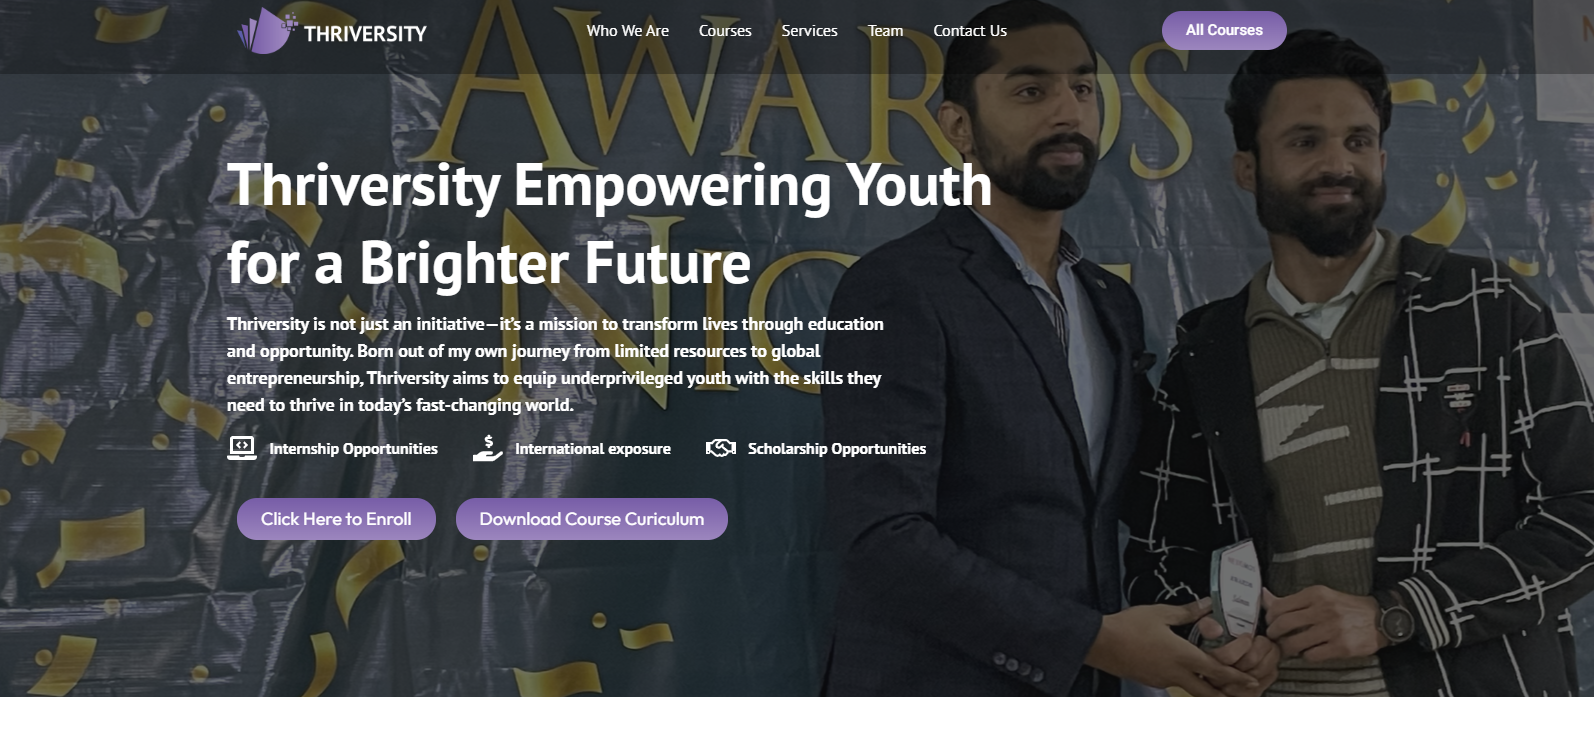 THRIVERSITY
Who We Are
Courses
Services
Team
Contact Us
All Courses
AWARDS
Thriversity Empowering Youth
for a Brighter Future
Thriversity is not just an initiative—it's a mission to transform lives through education
and opportunity. Born out of my own journey from limited resources to global
entrepreneurship, Thriversity aims to equip underprivileged youth with the skills they
need to thrive in today's fast-changing world.
Internship Opportunities
International exposure
Scholarship Opportunities
Click Here to Enroll
Download Course Curiculum